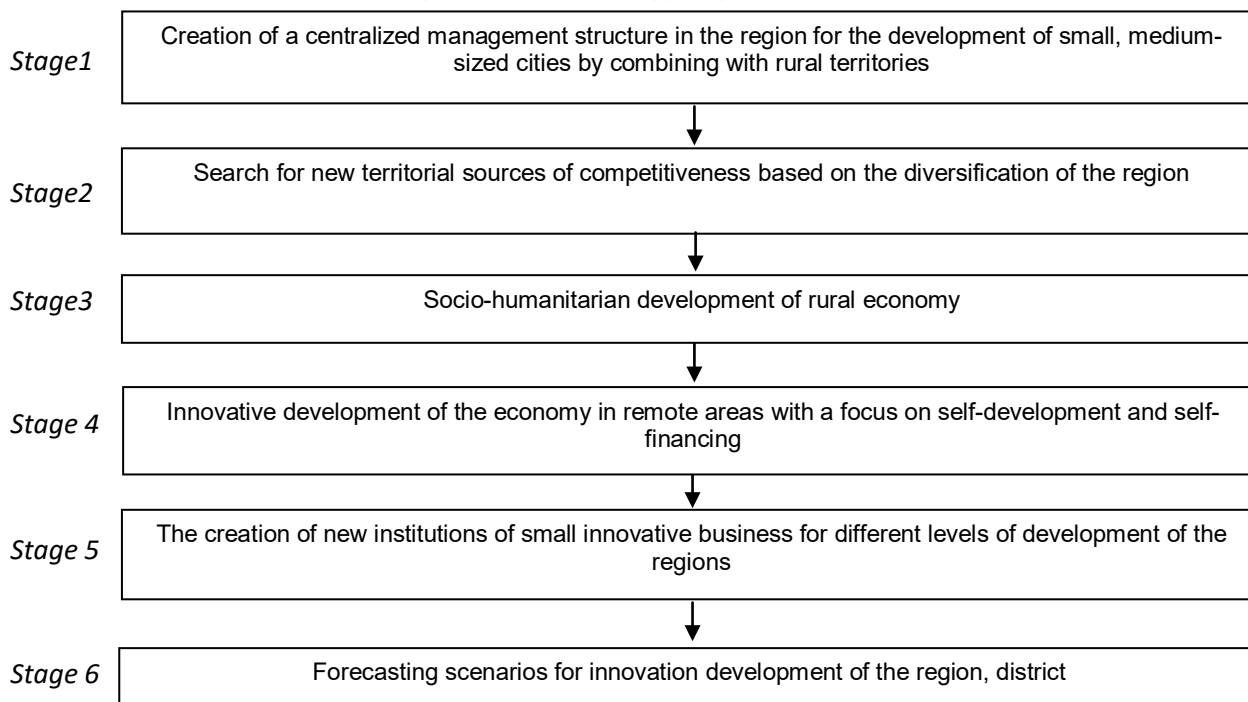 Stage1
Creation of a centralized management structure in the region for the development of small, medium-
sized cities by combining with rural territories
Stage2
Search for new territorial sources of competitiveness based on the diversification of the region
Stage3
Socio-humanitarian development of rural economy
Stage 4
Innovative development of the economy in remote areas with a focus on self-development and self-
financing
Stage 5
The creation of new institutions of small innovative business for different levels of development of the
regions
Stage 6
Forecasting scenarios for innovation development of the region, district